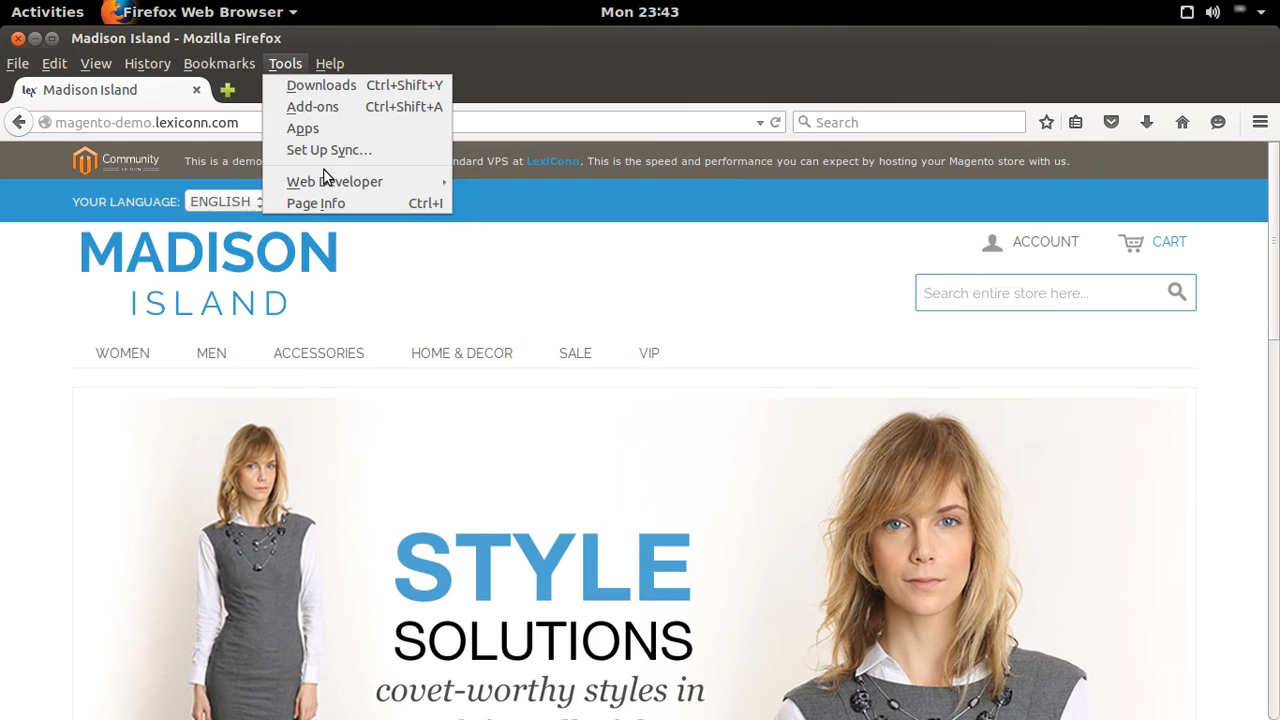 Activities Firefox Web Browser Mon 23:43
Madison Island - Mozilla Firefox
File Edit View History Bookmarks Tools Help
lex Madison Island
Downloads Ctrl+Shift+Y
Add-ons Ctrl+Shift+A
Apps
Set Up Sync...
Web Developer
Page Info Ctrl+I
magento-demo.lexiconn.com Search
Community This is a demo ndard VPS at LexiConn. This is the speed and performance you can expect by hosting your Magento store with us.
YOUR LANGUAGE: ENGLISH
MADISON
ISLAND
ACCOUNT CART
Search entire store here...
WOMEN MEN ACCESSORIES HOME & DECOR SALE VIP
STYLE
SOLUTIONS
covet-worthy styles in